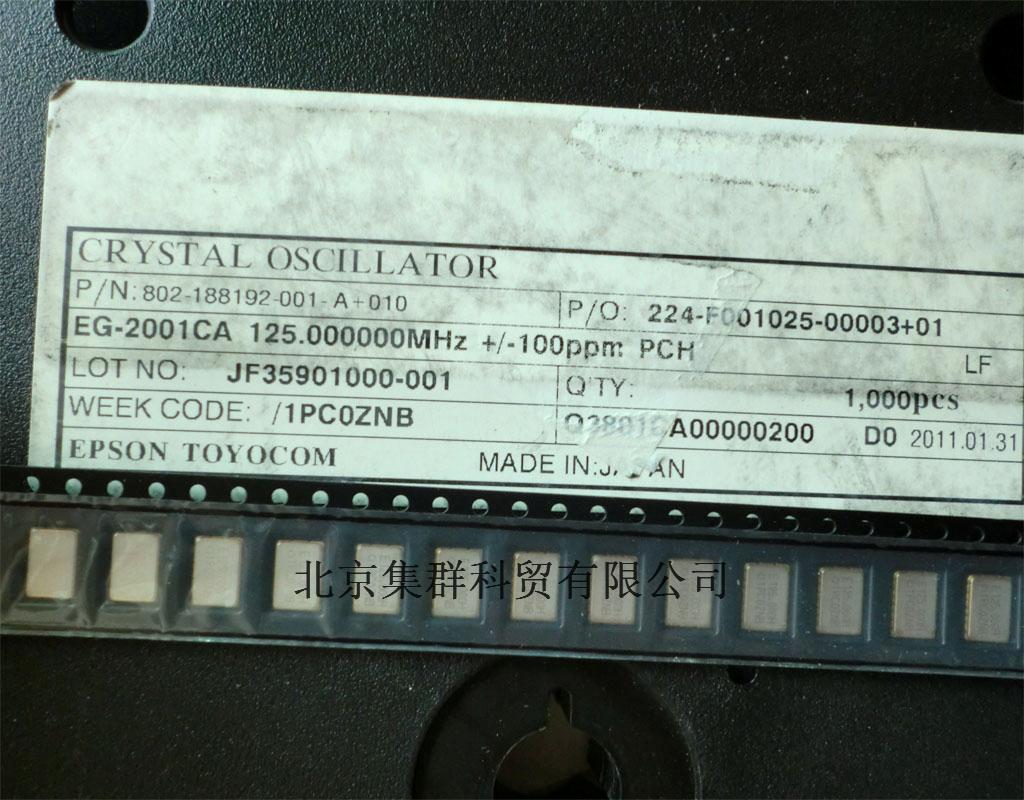 CRYSTAL OSCILLATOR
P/N: 802-188192-001-A+010
P/O: 224-F001025-00003+01
EG-2001CA 125.000000MHz +/-100ppm PCH
LF
LOT NO: JF35901000-001
Q'TY: 1,000pcs
WEEK CODE: /1PC0ZNB
Q3801CA00000200 D0 2011.01.31
EPSON TOYOCOM
MADE IN:
北京集群科贸有限公司